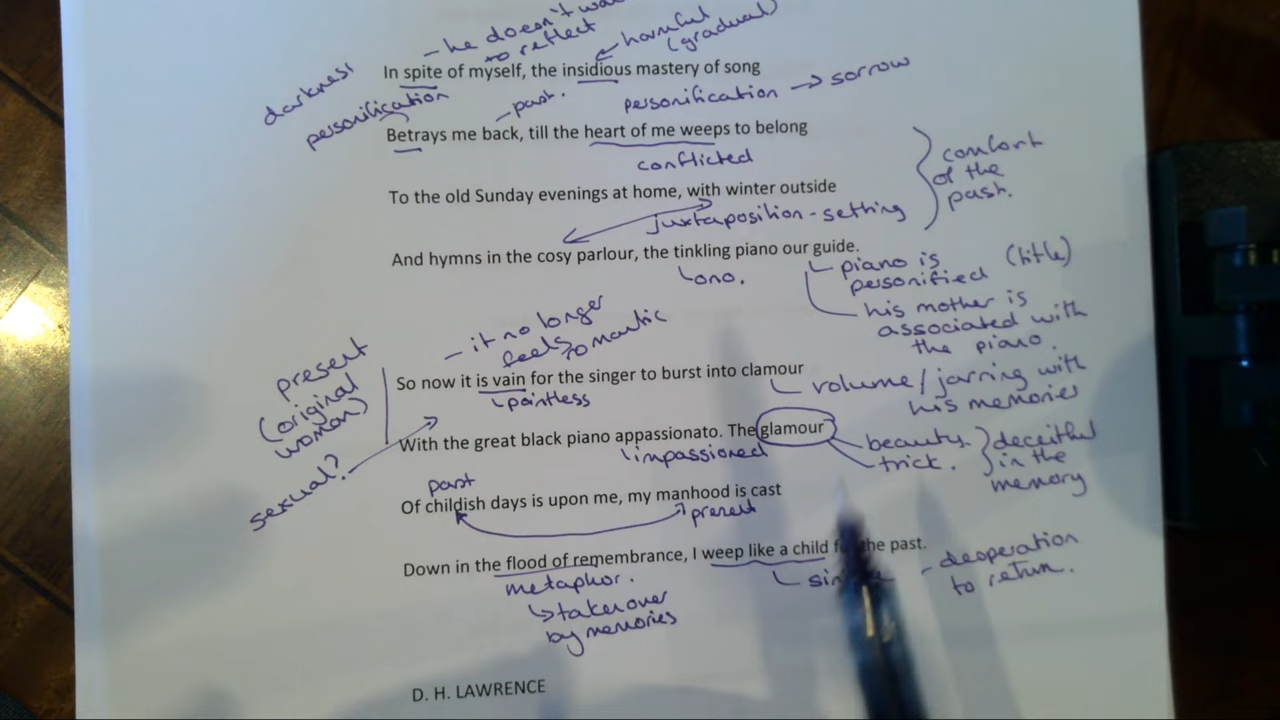 - he doesn't
to reflect
harmful
(gradual)
darkness
In spite of myself, the insidious mastery of song
personification
- past.
personification → sorrow
Betrays me back, till the heart of me weeps to belong
conflicted
comfort
of the
past.
To the old Sunday evenings at home, with winter outside
juxtaposition - setting
And hymns in the cosy parlour, the tinkling piano our guide.
ono.
piano is
personified
(title)
his mother is
associated with
the piano.
- it no longer
feels
romantic
present
(original
woman)
So now it is vain for the singer to burst into clamour
pointless
volume / jarring with
his memories
With the great black piano appassionato. The glamour
impassioned
beauty.
trick.
deceitful
in the
memory
sexual?
past
Of childish days is upon me, my manhood is cast
present
Down in the flood of remembrance, I weep like a child the past.
metaphor.
→ takeover
by memories
- desperation
to return.
D. H. LAWRENCE